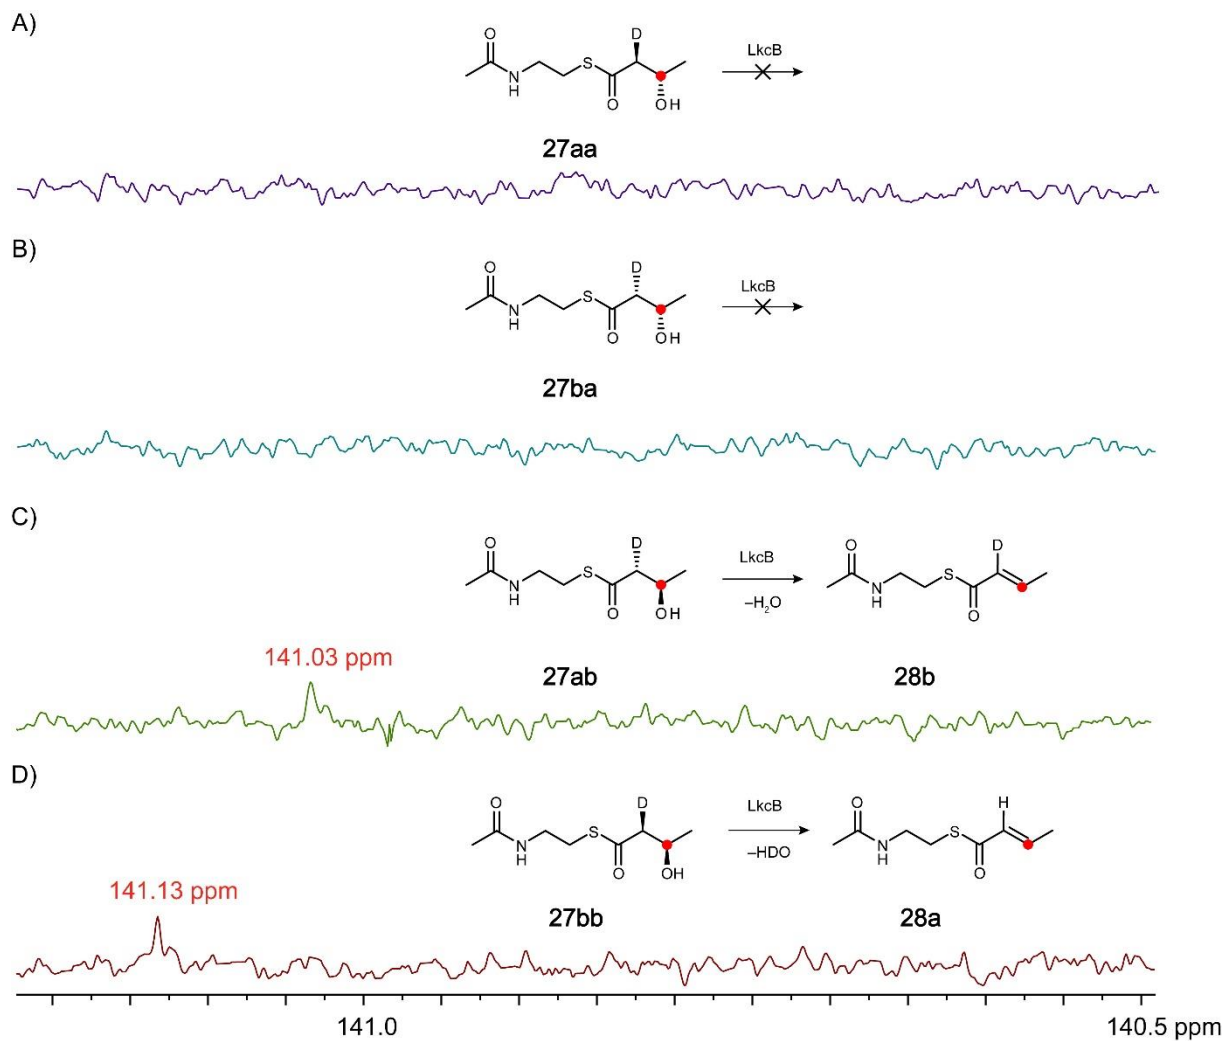 A)
O
D
LkcB
S
N
H
O
OH
27aa
B)
O
D
LkcB
S
N
H
O
OH
27ba
C)
O
D
LkcB
O
D
S
S
N
H
–H₂O
N
H
O
OH
O
141.03 ppm
27ab
28b
D)
O
D
LkcB
O
H
S
S
N
H
–HDO
N
H
O
OH
O
141.13 ppm
27bb
28a
141.0
140.5 ppm